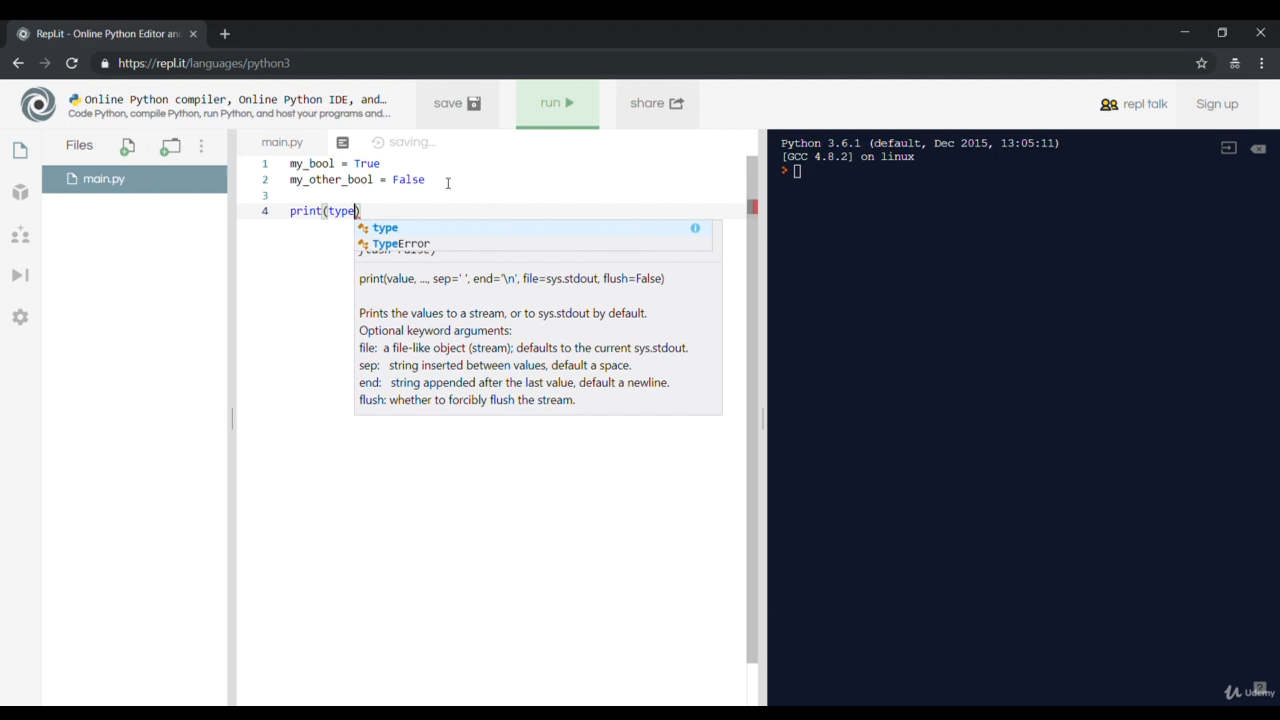 Repl.it - Online Python Editor an
https://repl.it/languages/python3
Online Python compiler, Online Python IDE, and...
Code Python, compile Python, run Python, and host your programs and...
save
run
share
repl talk
Sign up
Files
main.py
main.py
saving...
1 my_bool = True
2 my_other_bool = False
3
4 print(type)
type
TypeError
print(value, ..., sep=' ', end='\n', file=sys.stdout, flush=False)
Prints the values to a stream, or to sys.stdout by default.
Optional keyword arguments:
file: a file-like object (stream); defaults to the current sys.stdout.
sep: string inserted between values, default a space.
end: string appended after the last value, default a newline.
flush: whether to forcibly flush the stream.
Python 3.6.1 (default, Dec 2015, 13:05:11)
[GCC 4.8.2] on linux
Udemy